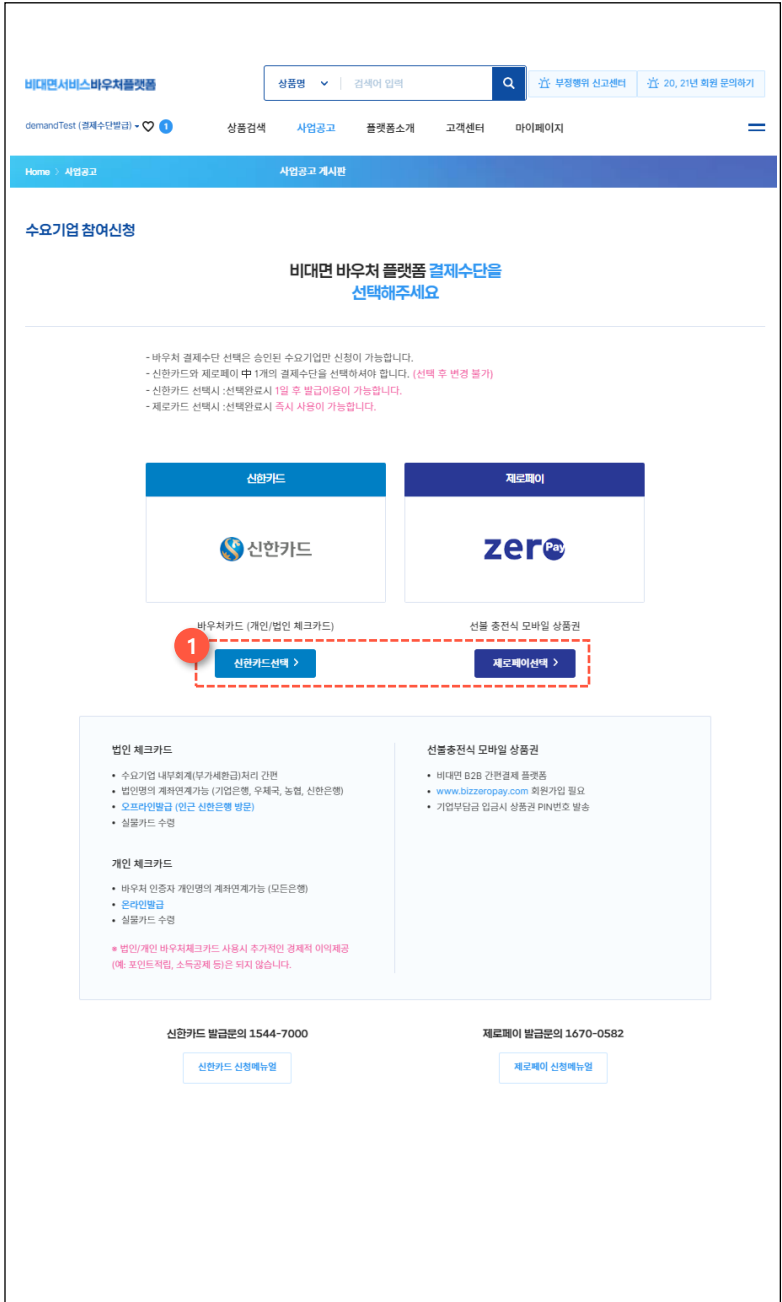 비대면서비스바우처플랫폼
상품명 검색어 입력 부정행위 신고센터 20, 21년 회원 문의하기
demandTest (결제수단발급) 1 상품검색 사업공고 플랫폼소개 고객센터 마이페이지
Home > 사업공고 사업공고 게시판
수요기업 참여신청
비대면 바우처 플랫폼 결제수단을
선택해주세요
- 바우처 결제수단 선택은 승인된 수요기업만 신청이 가능합니다.
- 신한카드와 제로페이 中 1개의 결제수단을 선택하셔야 합니다. (선택 후 변경 불가)
- 신한카드 선택시 :선택완료시 1일 후 발급이용이 가능합니다.
- 제로카드 선택시 :선택완료시 즉시 사용이 가능합니다.
신한카드 제로페이
신한카드 zero Pay
바우처카드 (개인/법인 체크카드) 선불 충전식 모바일 상품권
1
신한카드선택 > 제로페이선택 >
법인 체크카드
• 수요기업 내부회계(부가세환급)처리 간편
• 법인명의 계좌연계가능 (기업은행, 우체국, 농협, 신한은행)
• 오프라인발급 (인근 신한은행 방문)
• 실물카드 수령
개인 체크카드
• 바우처 인증자 개인명의 계좌연계가능 (모든은행)
• 온라인발급
• 실물카드 수령
※ 법인/개인 바우처체크카드 사용시 추가적인 경제적 이익제공
(예: 포인트적립, 소득공제 등)은 되지 않습니다.
선불충전식 모바일 상품권
• 비대면 B2B 간편결제 플랫폼
• www.bizzeropay.com 회원가입 필요
• 기업부담금 입금시 상품권 PIN번호 발송
신한카드 발급문의 1544-7000 제로페이 발급문의 1670-0582
신한카드 신청메뉴얼 제로페이 신청메뉴얼